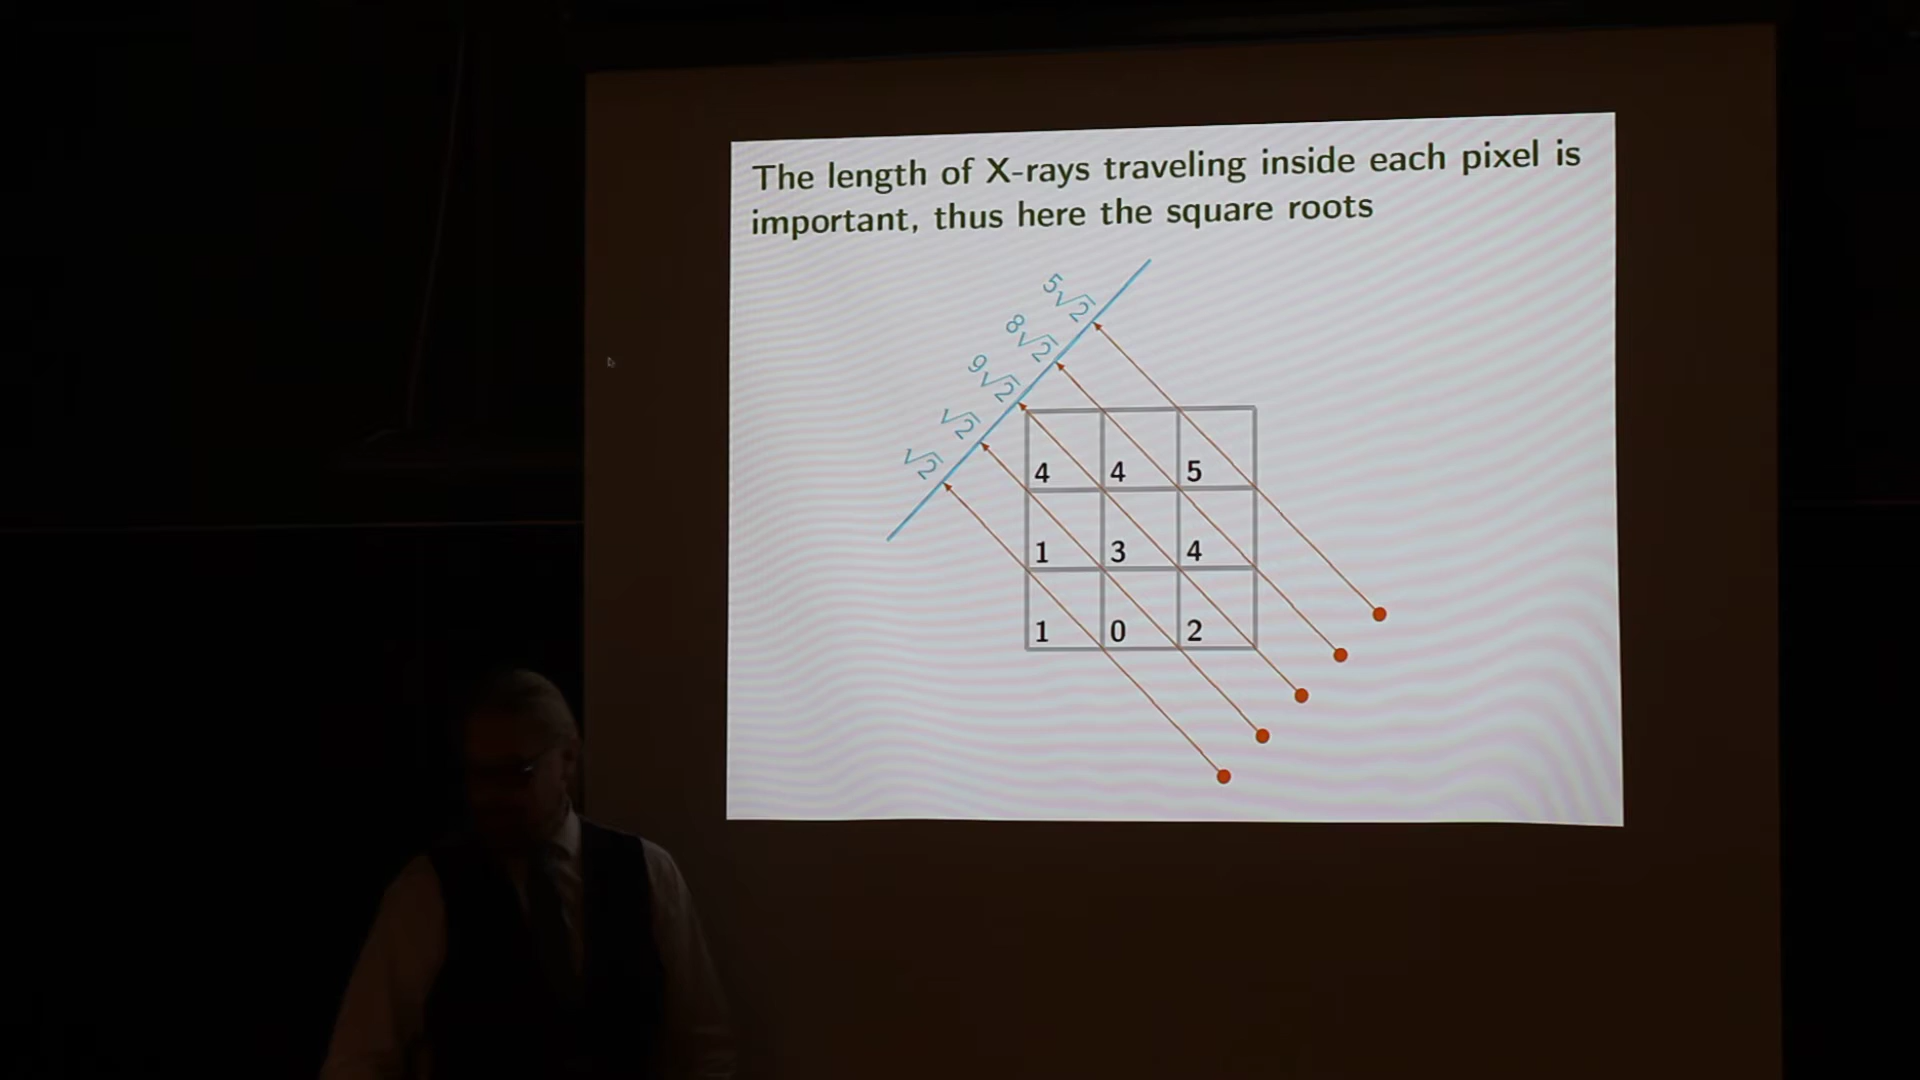 The length of X-rays traveling inside each pixel is
important, thus here the square roots
5√2
8√2
9√2
√2
√2
4 4 5
1 3 4
1 0 2